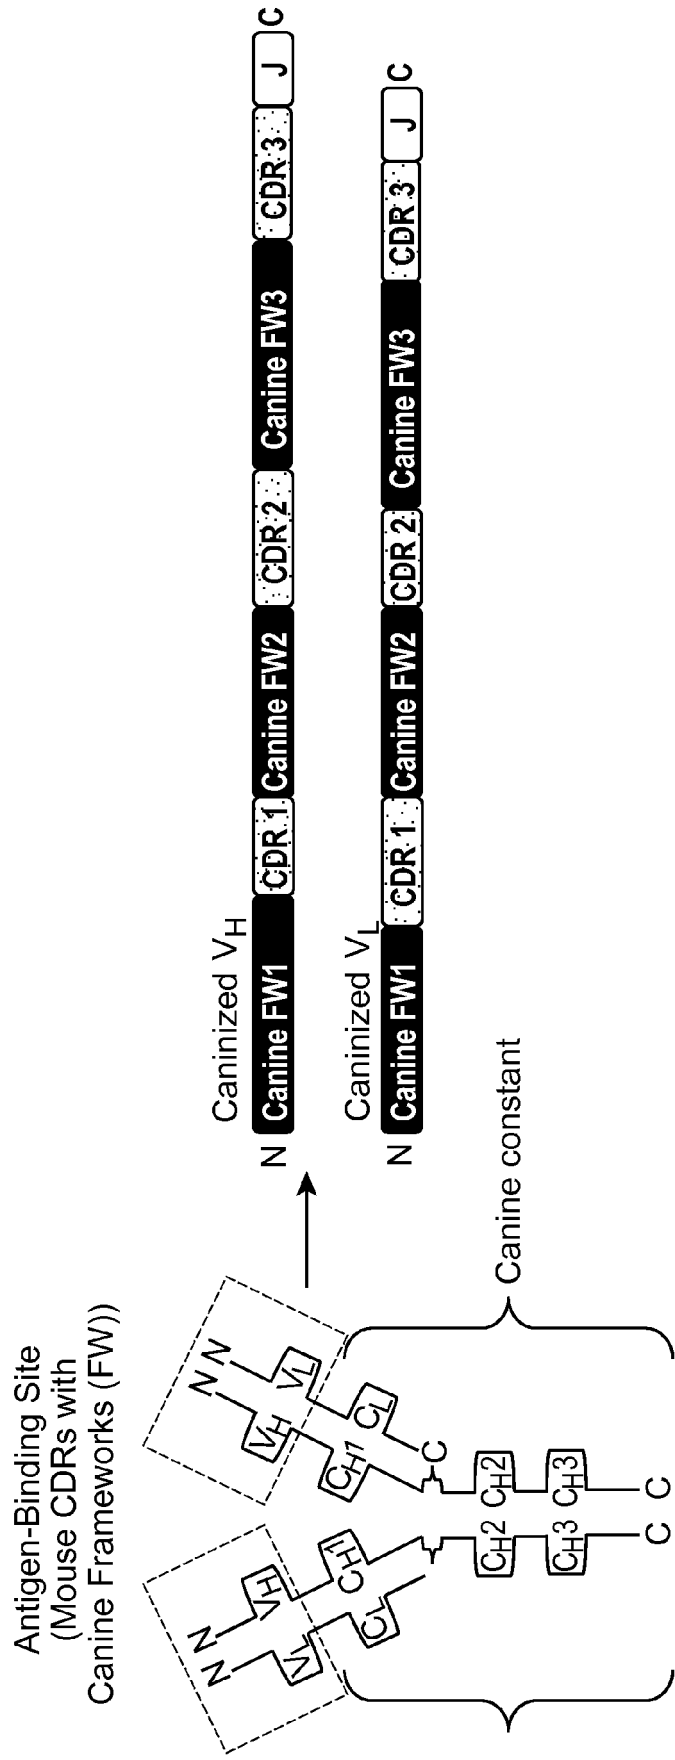 Antigen-Binding Site
(Mouse CDRs with
Canine Frameworks (FW))
N N N N
VL VH VH VL
CL CH1 CH1 CL
C
CH2 CH2
CH3 CH3
C C
Canine constant
Caninized VH
N Canine FW1 CDR 1 Canine FW2 CDR 2 Canine FW3 CDR 3 J C
Caninized VL
N Canine FW1 CDR 1 Canine FW2 CDR 2 Canine FW3 CDR 3 J C